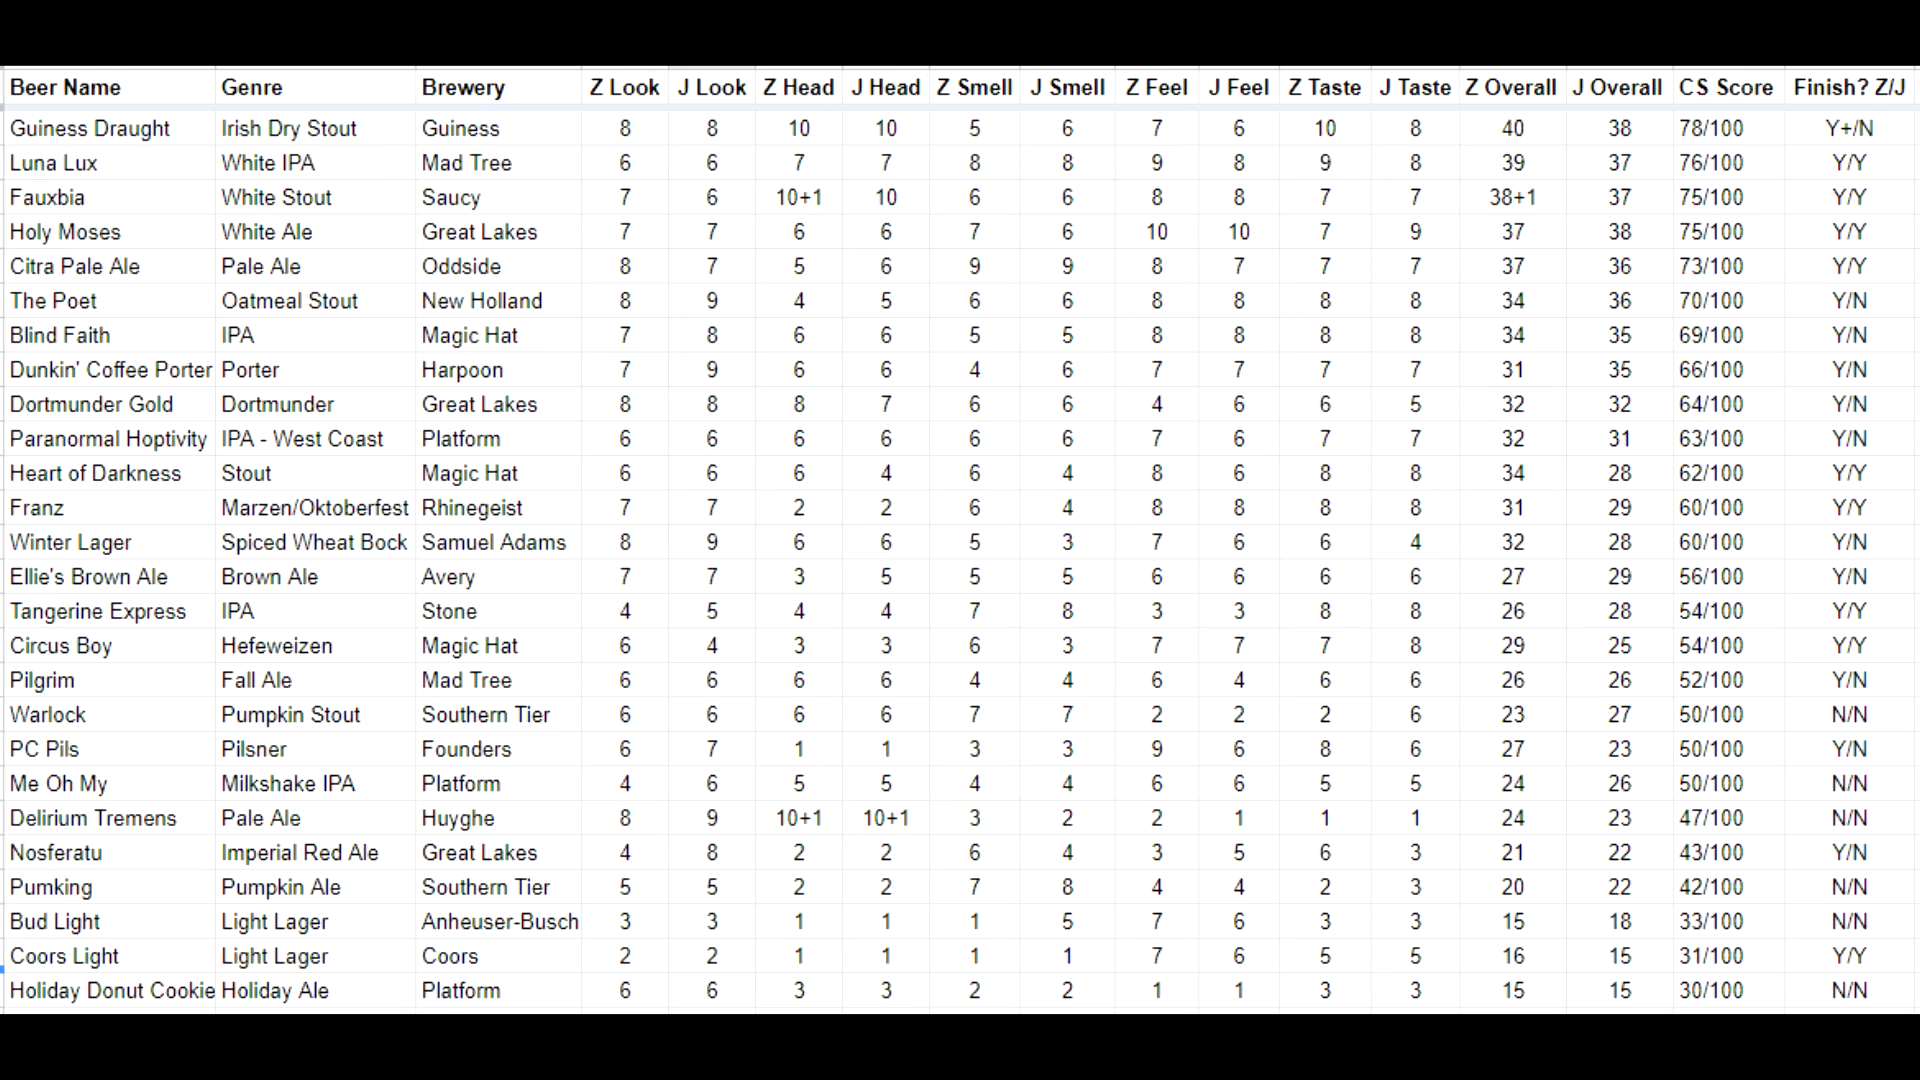 Beer Name Genre Brewery Z Look J Look Z Head J Head Z Smell J Smell Z Feel J Feel Z Taste J Taste Z Overall J Overall CS Score Finish? Z/J
Guiness Draught Irish Dry Stout Guiness 8 8 10 10 5 6 7 6 10 8 40 38 78/100 Y+/N
Luna Lux White IPA Mad Tree 6 6 7 7 8 8 9 8 9 8 39 37 76/100 Y/Y
Fauxbia White Stout Saucy 7 6 10+1 10 6 6 8 8 7 7 38+1 37 75/100 Y/Y
Holy Moses White Ale Great Lakes 7 7 6 6 7 6 10 10 7 9 37 38 75/100 Y/Y
Citra Pale Ale Pale Ale Oddside 8 7 5 6 9 9 8 7 7 7 37 36 73/100 Y/Y
The Poet Oatmeal Stout New Holland 8 9 4 5 6 6 8 8 8 8 34 36 70/100 Y/N
Blind Faith IPA Magic Hat 7 8 6 6 5 5 8 8 8 8 34 35 69/100 Y/N
Dunkin' Coffee Porter Porter Harpoon 7 9 6 6 4 6 7 7 7 7 31 35 66/100 Y/N
Dortmunder Gold Dortmunder Great Lakes 8 8 8 7 6 6 4 6 6 5 32 32 64/100 Y/N
Paranormal Hoptivity IPA - West Coast Platform 6 6 6 6 6 6 7 6 7 7 32 31 63/100 Y/N
Heart of Darkness Stout Magic Hat 6 6 6 4 6 4 8 6 8 8 34 28 62/100 Y/Y
Franz Marzen/Oktoberfest Rhinegeist 7 7 2 2 6 4 8 8 8 8 31 29 60/100 Y/Y
Winter Lager Spiced Wheat Bock Samuel Adams 8 9 6 6 5 3 7 6 6 4 32 28 60/100 Y/N
Ellie's Brown Ale Brown Ale Avery 7 7 3 5 5 5 6 6 6 6 27 29 56/100 Y/N
Tangerine Express IPA Stone 4 5 4 4 7 8 3 3 8 8 26 28 54/100 Y/Y
Circus Boy Hefeweizen Magic Hat 6 4 3 3 6 3 7 7 7 8 29 25 54/100 Y/Y
Pilgrim Fall Ale Mad Tree 6 6 6 6 4 4 6 4 6 6 26 26 52/100 Y/N
Warlock Pumpkin Stout Southern Tier 6 6 6 6 7 7 2 2 2 6 23 27 50/100 N/N
PC Pils Pilsner Founders 6 7 1 1 3 3 9 6 8 6 27 23 50/100 Y/N
Me Oh My Milkshake IPA Platform 4 6 5 5 4 4 6 6 5 5 24 26 50/100 N/N
Delirium Tremens Pale Ale Huyghe 8 9 10+1 10+1 3 2 2 1 1 1 24 23 47/100 N/N
Nosferatu Imperial Red Ale Great Lakes 4 8 2 2 6 4 3 5 6 3 21 22 43/100 Y/N
Pumking Pumpkin Ale Southern Tier 5 5 2 2 7 8 4 4 2 3 20 22 42/100 N/N
Bud Light Light Lager Anheuser-Busch 3 3 1 1 1 5 7 6 3 3 15 18 33/100 N/N
Coors Light Light Lager Coors 2 2 1 1 1 1 7 6 5 5 16 15 31/100 Y/Y
Holiday Donut Cookie Holiday Ale Platform 6 6 3 3 2 2 1 1 3 3 15 15 30/100 N/N